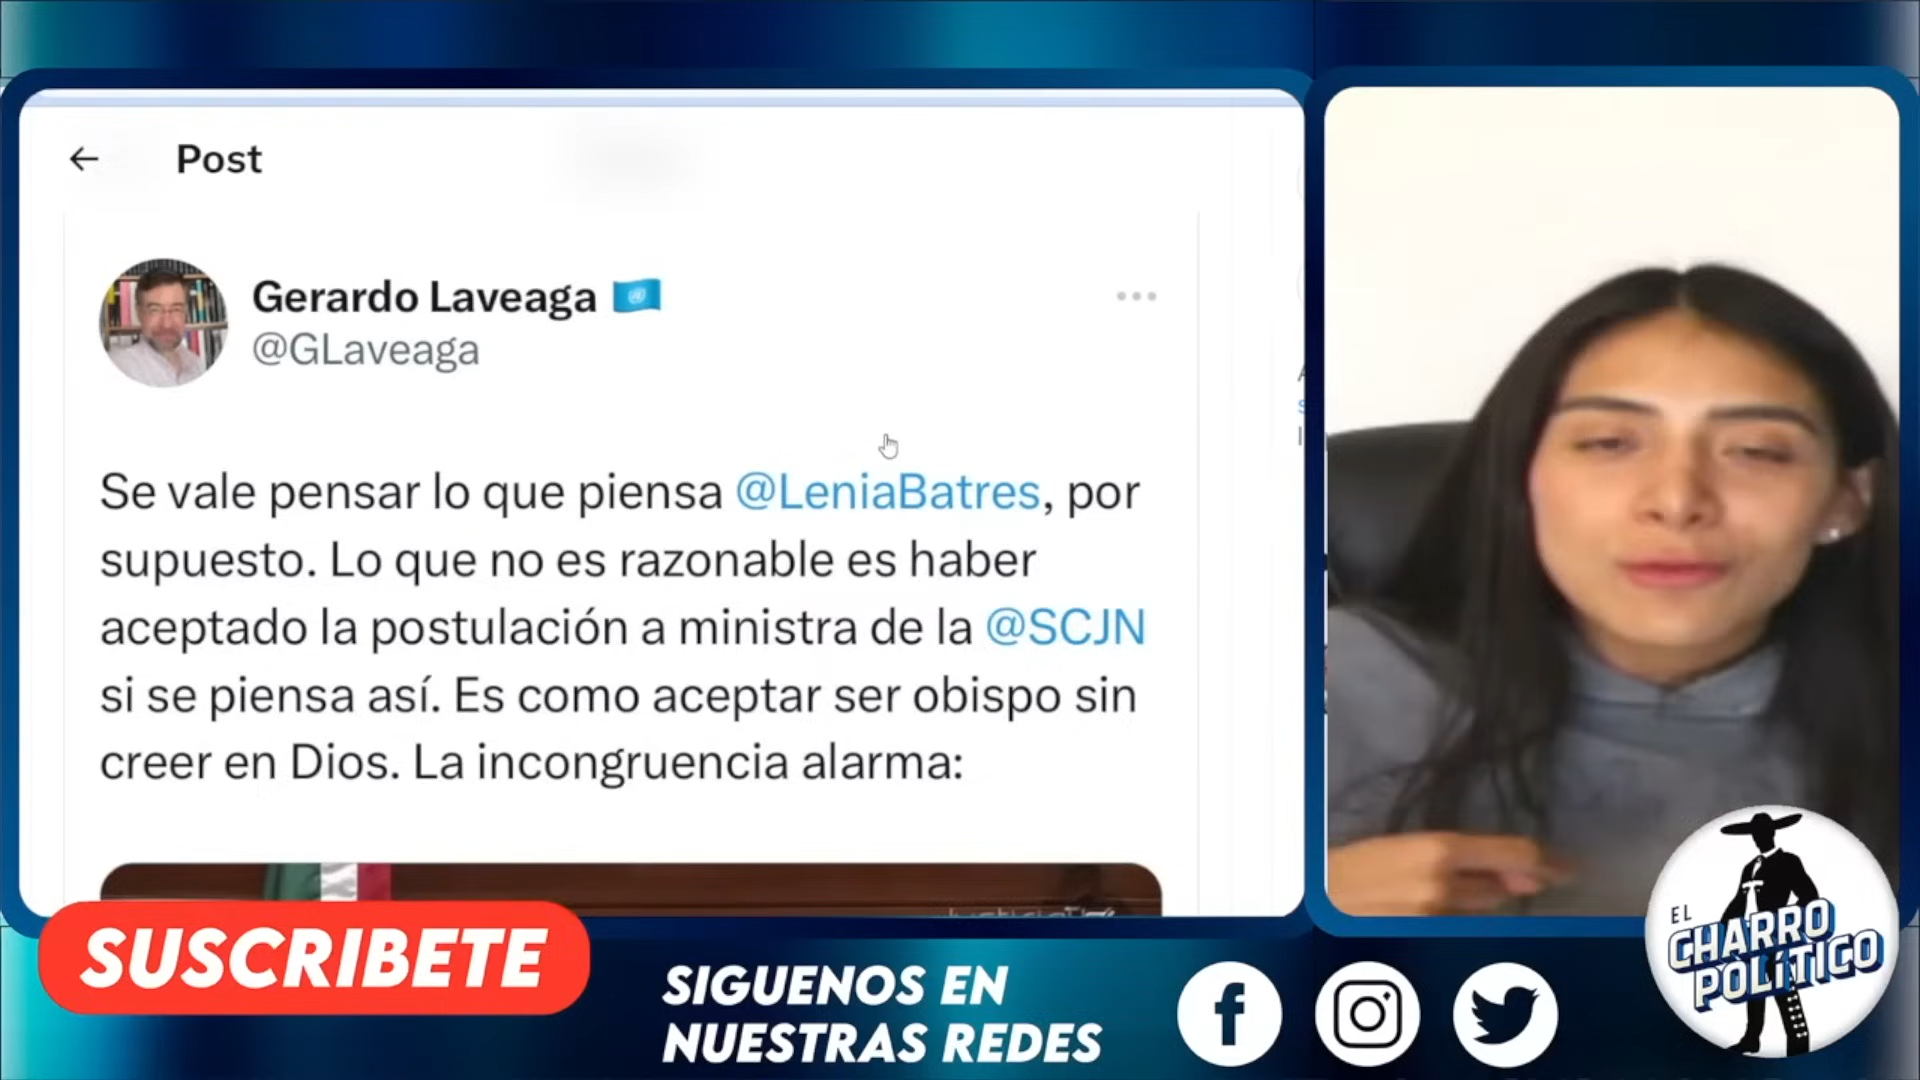 Post
Gerardo Laveaga
@GLaveaga
Se vale pensar lo que piensa @LeniaBatres, por
supuesto. Lo que no es razonable es haber
aceptado la postulación a ministra de la @SCJN
si se piensa así. Es como aceptar ser obispo sin
creer en Dios. La incongruencia alarma:
SUSCRIBETE
SIGUENOS EN
NUESTRAS REDES
EL
CHARRO
POLÍTICO